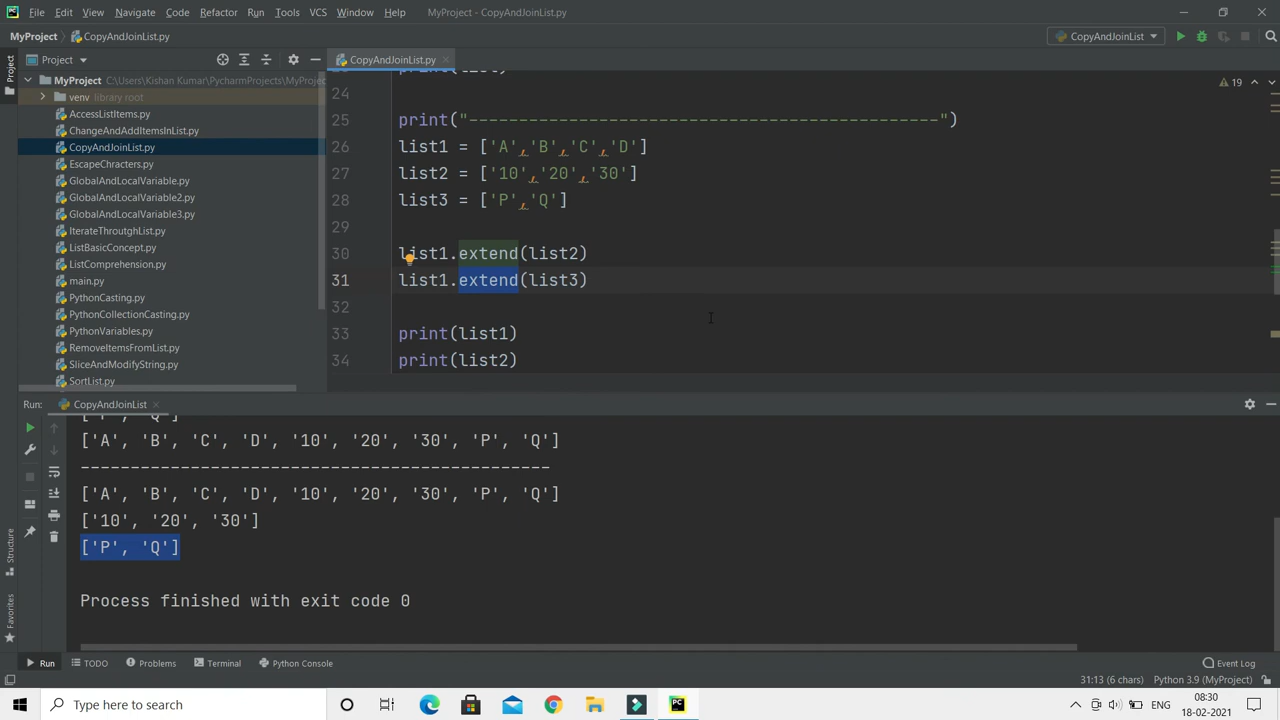 File Edit View Navigate Code Refactor Run Tools VCS Window Help MyProject - CopyAndJoinList.py
MyProject CopyAndJoinList.py CopyAndJoinList
Project
Project
CopyAndJoinList.py
MyProject C:\Users\Kishan Kumar\PycharmProjects\MyProjec
venv library root
AccessListItems.py
ChangeAndAddItemsInList.py
CopyAndJoinList.py
EscapeChracters.py
GlobalAndLocalVariable.py
GlobalAndLocalVariable2.py
GlobalAndLocalVariable3.py
IterateThroutghList.py
ListBasicConcept.py
ListComprehension.py
main.py
PythonCasting.py
PythonCollectionCasting.py
PythonVariables.py
RemoveItemsFromList.py
SliceAndModifyString.py
SortList.py
19
24
25 print("-----------------------------------------------")
26 list1 = ['A','B','C','D']
27 list2 = ['10','20','30']
28 list3 = ['P','Q']
29
30 list1.extend(list2)
31 list1.extend(list3)
32
33 print(list1)
34 print(list2)
Run: CopyAndJoinList
['A', 'B', 'C', 'D', '10', '20', '30', 'P', 'Q']
-----------------------------------------------
['A', 'B', 'C', 'D', '10', '20', '30', 'P', 'Q']
['10', '20', '30']
['P', 'Q']
Process finished with exit code 0
Structure
Favorites
Run TODO Problems Terminal Python Console Event Log
31:13 (6 chars) Python 3.9 (MyProject)
Type here to search
ENG
08:30
18-02-2021